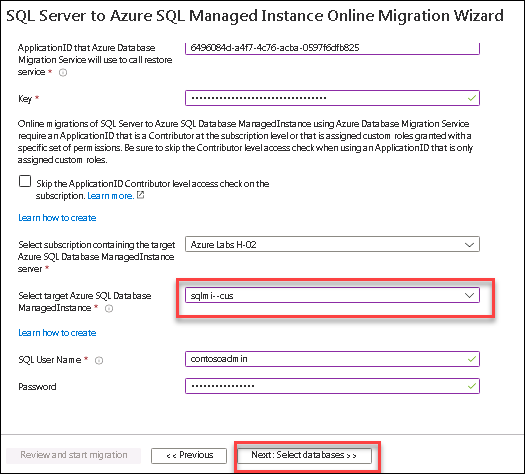 SQL Server to Azure SQL Managed Instance Online Migration Wizard
ApplicationID that Azure Database
Migration Service will use to call restore
service *
6496084d-a4f7-4c76-acba-0597f6dfb825
Key *
••••••••••••••••••••••••••••••••••
Online migrations of SQL Server to Azure SQL Database ManagedInstance using Azure Database Migration Service
require an ApplicationID that is a Contributor at the subscription level or that is assigned custom roles granted with a
specific set of permissions. Be sure to skip the Contributor level access check when using an ApplicationID that is only
assigned custom roles.
Skip the ApplicationID Contributor level access check on the
subscription. Learn more.
Learn how to create
Select subscription containing the target
Azure SQL Database ManagedInstance
server *
Azure Labs H-02
Select target Azure SQL Database
ManagedInstance *
sqlmi--cus
Learn how to create
SQL User Name *
contosoadmin
Password
••••••••••••••••
Review and start migration
<< Previous
Next: Select databases >>